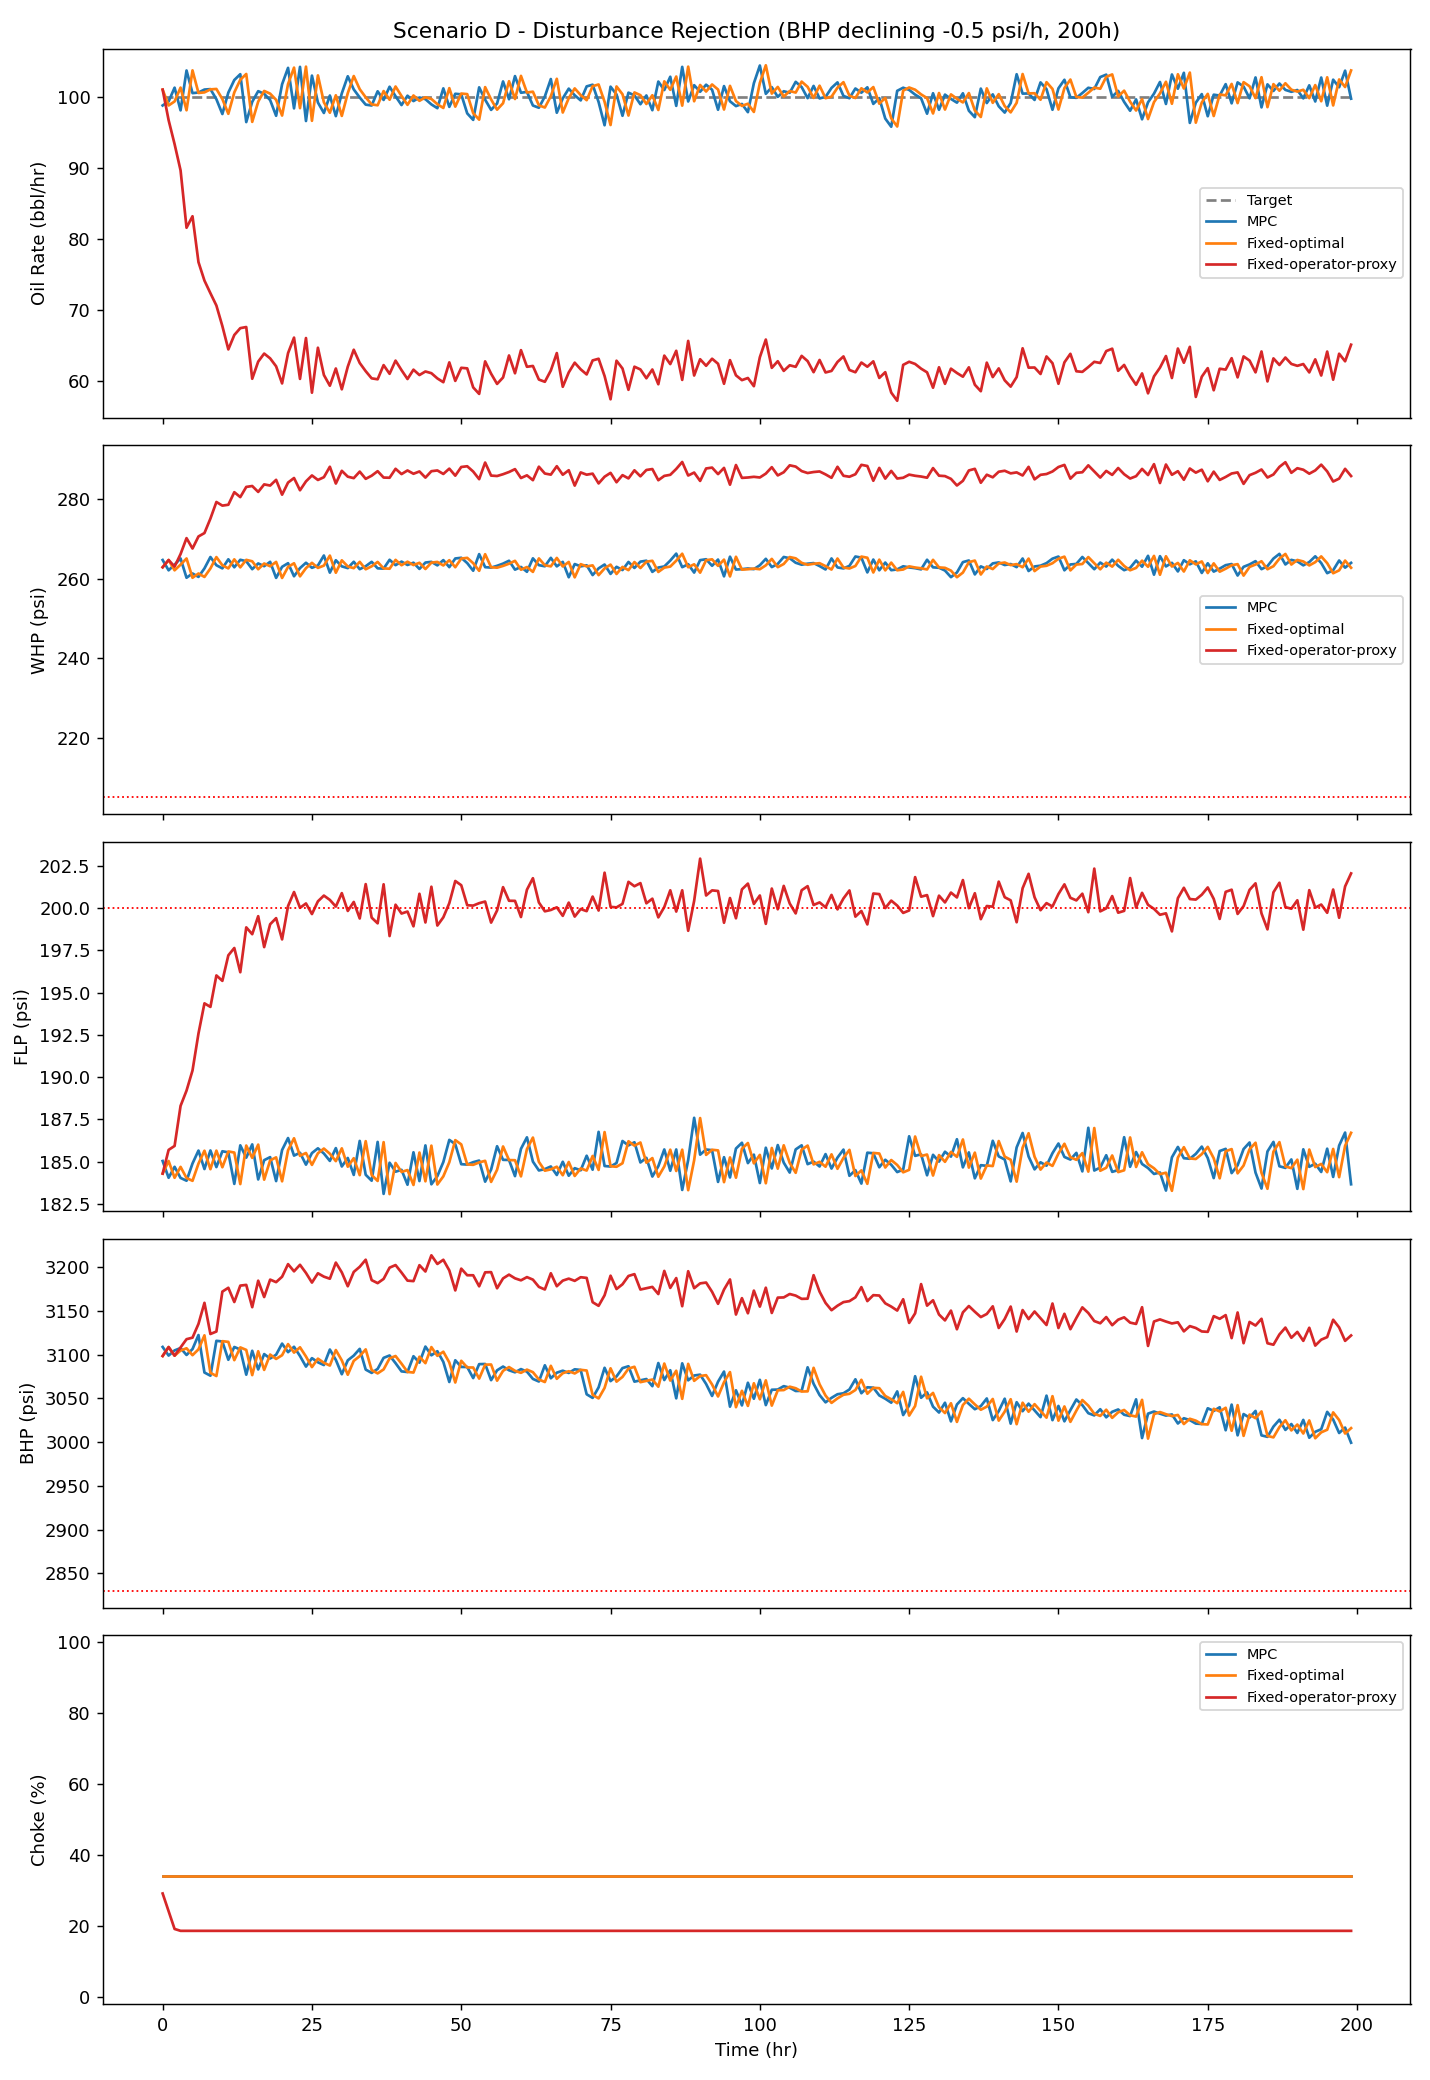 Scenario D - Disturbance Rejection (BHP declining -0.5 psi/h, 200h)
100
90
80
70
60
Oil Rate (bbl/hr)
Target
MPC
Fixed-optimal
Fixed-operator-proxy
280
260
240
220
WHP (psi)
MPC
Fixed-optimal
Fixed-operator-proxy
202.5
200.0
197.5
195.0
192.5
190.0
187.5
185.0
182.5
FLP (psi)
3200
3150
3100
3050
3000
2950
2900
2850
BHP (psi)
100
80
60
40
20
0
Choke (%)
MPC
Fixed-optimal
Fixed-operator-proxy
0 25 50 75 100 125 150 175 200
Time (hr)